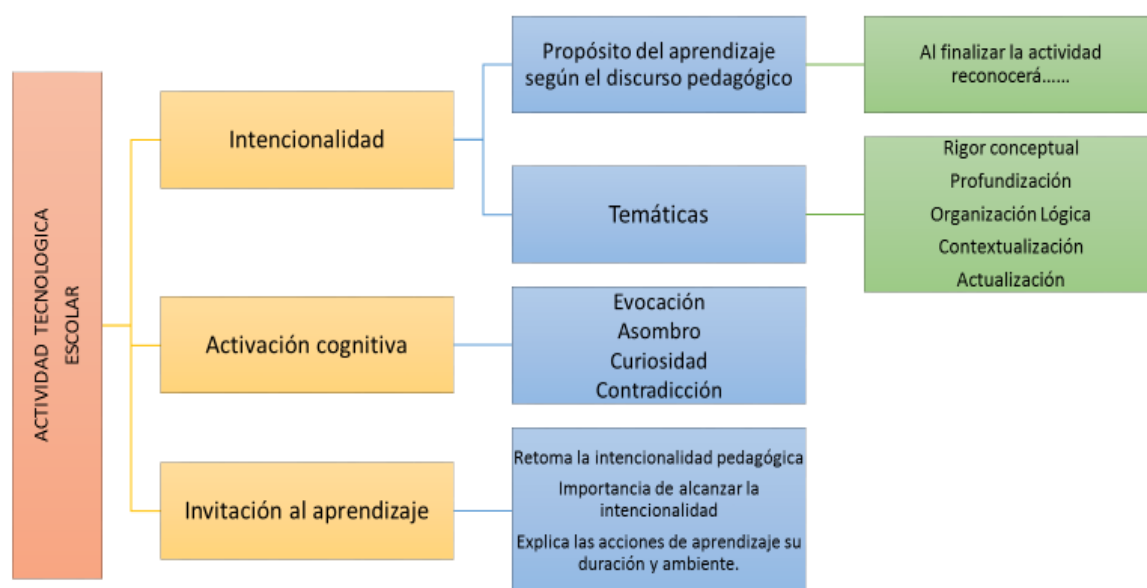 ACTIVIDAD TECNOLOGICA
ESCOLAR
Intencionalidad
Propósito del aprendizaje
según el discurso pedagógico
Al finalizar la actividad
reconocerá......
Temáticas
Rigor conceptual
Profundización
Organización Lógica
Contextualización
Actualización
Activación cognitiva
Evocación
Asombro
Curiosidad
Contradicción
Invitación al aprendizaje
Retoma la intencionalidad pedagógica
Importancia de alcanzar la
intencionalidad
Explica las acciones de aprendizaje su
duración y ambiente.